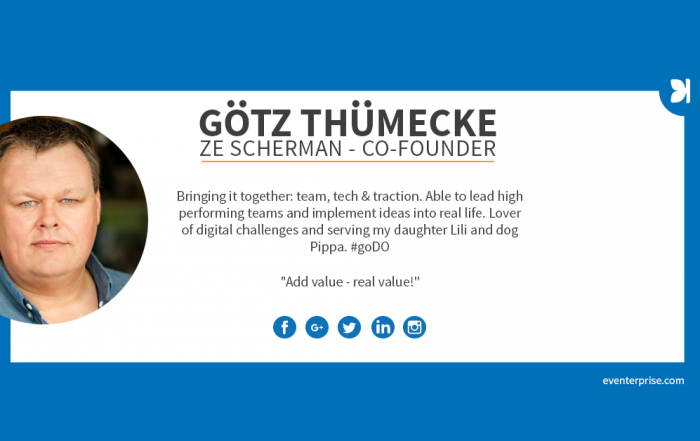 GÖTZ THÜMECKE
ZE SCHERMAN - CO-FOUNDER
Bringing it together: team, tech & traction. Able to lead high
performing teams and implement ideas into real life. Lover
of digital challenges and serving my daughter Lili and dog
Pippa. #goDO
"Add value - real value!"
f G+ in
eventerprise.com